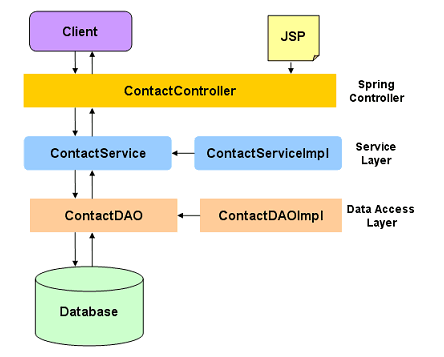 Client
JSP
ContactController
Spring
Controller
ContactService
ContactServiceImpl
Service
Layer
ContactDAO
ContactDAOImpl
Data Access
Layer
Database